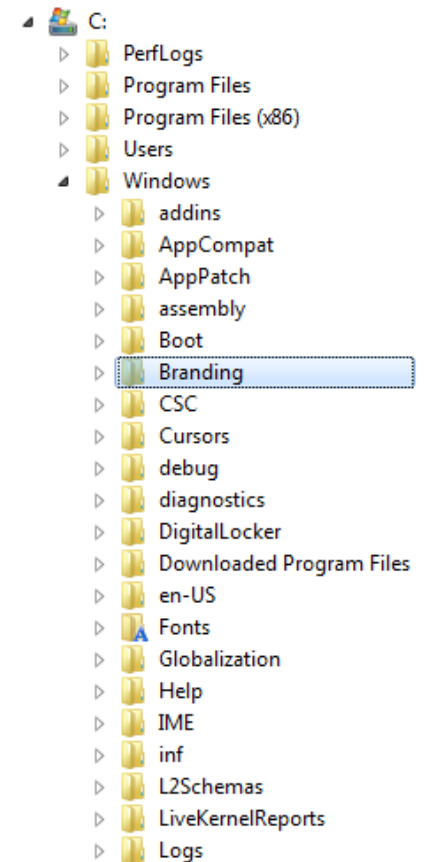 C:
PerfLogs
Program Files
Program Files (x86)
Users
Windows
addins
AppCompat
AppPatch
assembly
Boot
Branding
CSC
Cursors
debug
diagnostics
DigitalLocker
Downloaded Program Files
en-US
Fonts
Globalization
Help
IME
inf
L2Schemas
LiveKernelReports
Logs